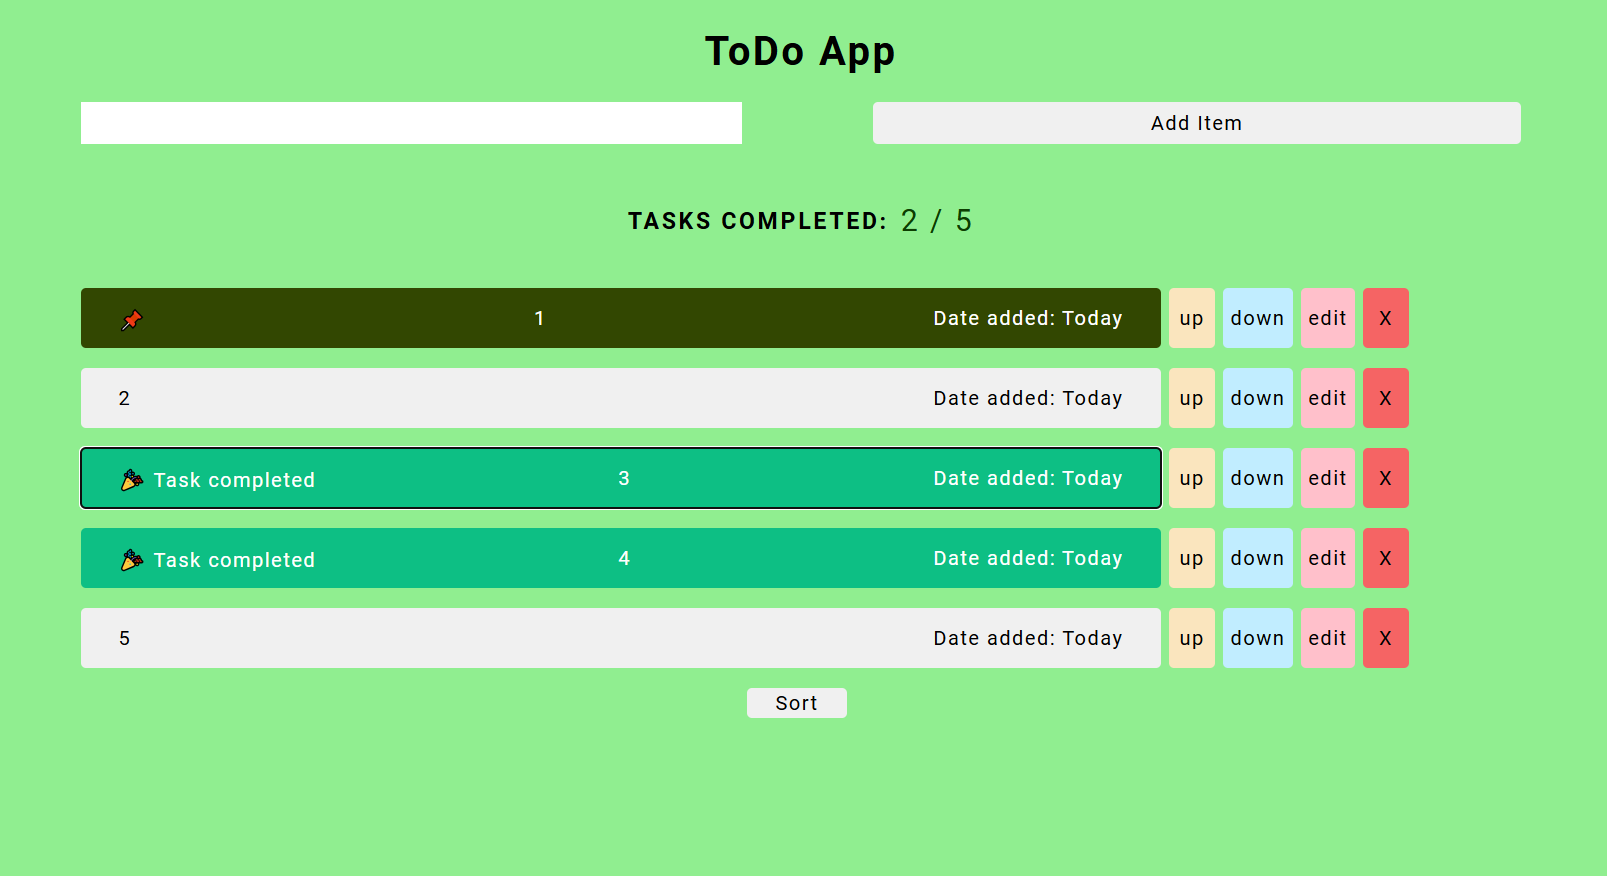 ToDo App
Add Item
TASKS COMPLETED: 2 / 5
1 Date added: Today up down edit X
2 Date added: Today up down edit X
Task completed 3 Date added: Today up down edit X
Task completed 4 Date added: Today up down edit X
5 Date added: Today up down edit X
Sort